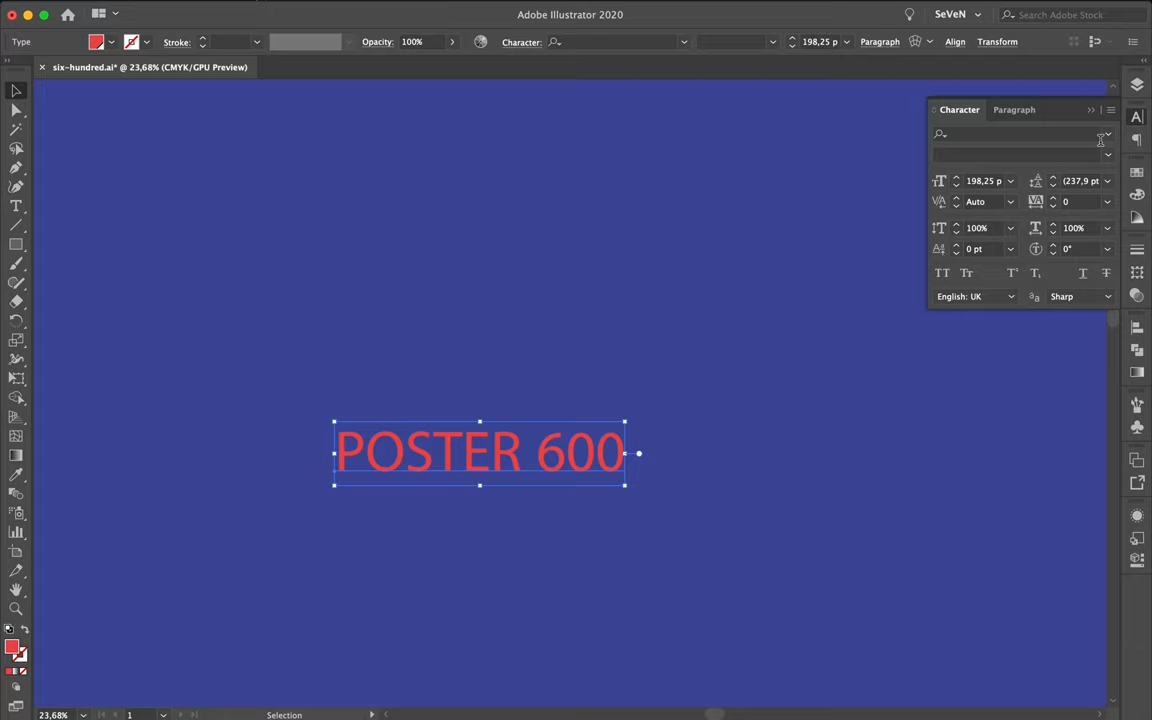 Adobe Illustrator 2020
SeVeN
Search Adobe Stock
Type
Stroke:
Opacity: 100%
Character:
198,25 pt
Paragraph
Align
Transform
× six-hundred.ai* @ 23,68% (CMYK/GPU Preview)
Character Paragraph
198,25 p (237,9 pt
Auto 0
100% 100%
0 pt 0°
English: UK Sharp
POSTER 600
23,68% 1 Selection